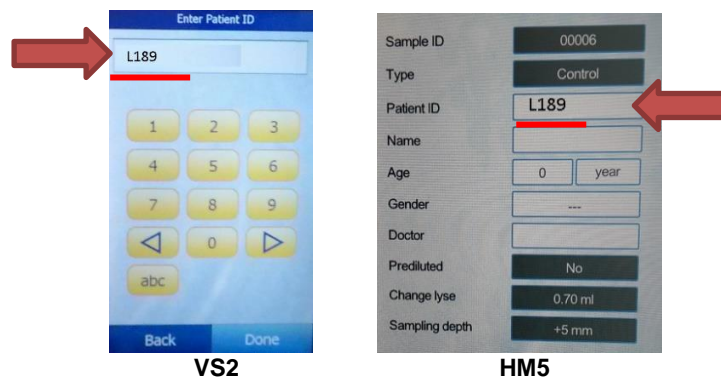 Enter Patient ID
L189
1 2 3
4 5 6
7 8 9
0
abc
Back Done
VS2
Sample ID 00006
Type Control
Patient ID L189
Name
Age 0 year
Gender ---
Doctor
Prediluted No
Change lyse 0.70 ml
Sampling depth +5 mm
HM5